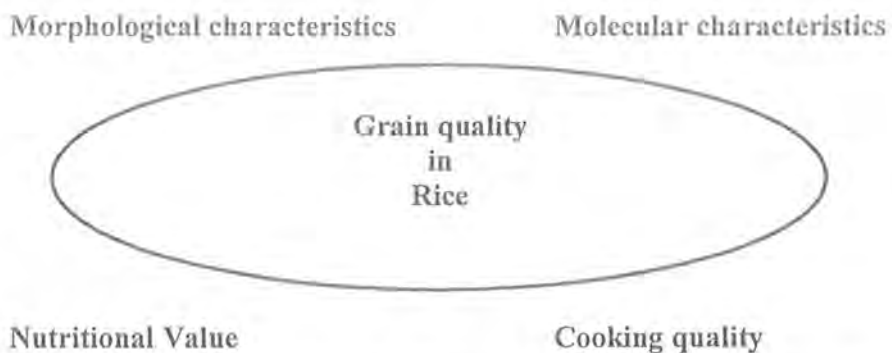 Morphological characteristics
Molecular characteristics
Grain quality
in
Rice
Nutritional Value
Cooking quality